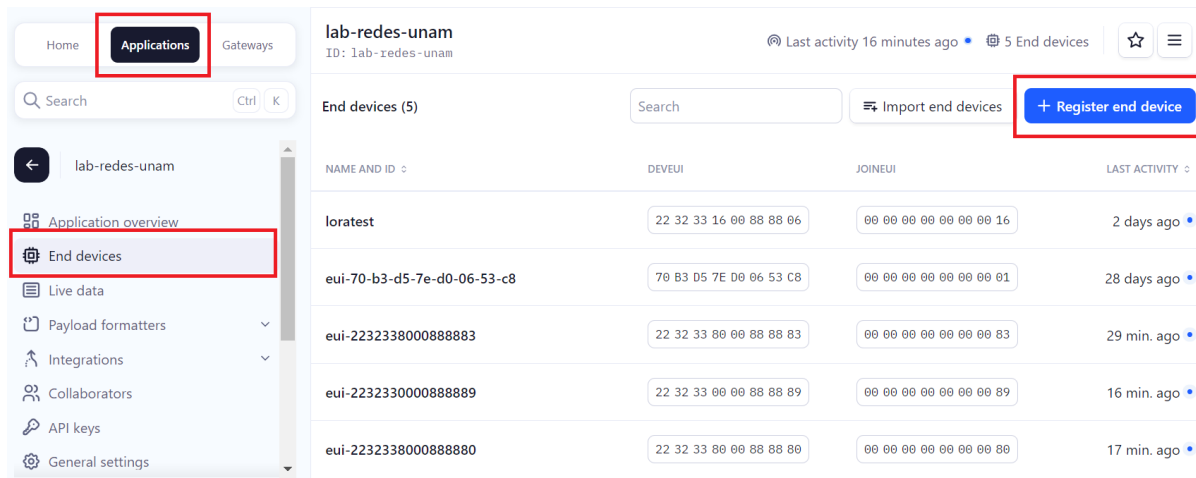 Home Applications Gateways
Search Ctrl K
lab-redes-unam
Application overview
End devices
Live data
Payload formatters
Integrations
Collaborators
API keys
General settings
lab-redes-unam
ID: lab-redes-unam
Last activity 16 minutes ago 5 End devices
End devices (5) Search Import end devices + Register end device
NAME AND ID DEVEUI JOINEUI LAST ACTIVITY
loratest 22 32 33 16 00 88 88 06 00 00 00 00 00 00 00 16 2 days ago
eui-70-b3-d5-7e-d0-06-53-c8 70 B3 D5 7E D0 06 53 C8 00 00 00 00 00 00 00 01 28 days ago
eui-2232338000888883 22 32 33 80 00 88 88 83 00 00 00 00 00 00 00 83 29 min. ago
eui-2232330000888889 22 32 33 00 00 88 88 89 00 00 00 00 00 00 00 89 16 min. ago
eui-2232338000888880 22 32 33 80 00 88 88 80 00 00 00 00 00 00 00 80 17 min. ago